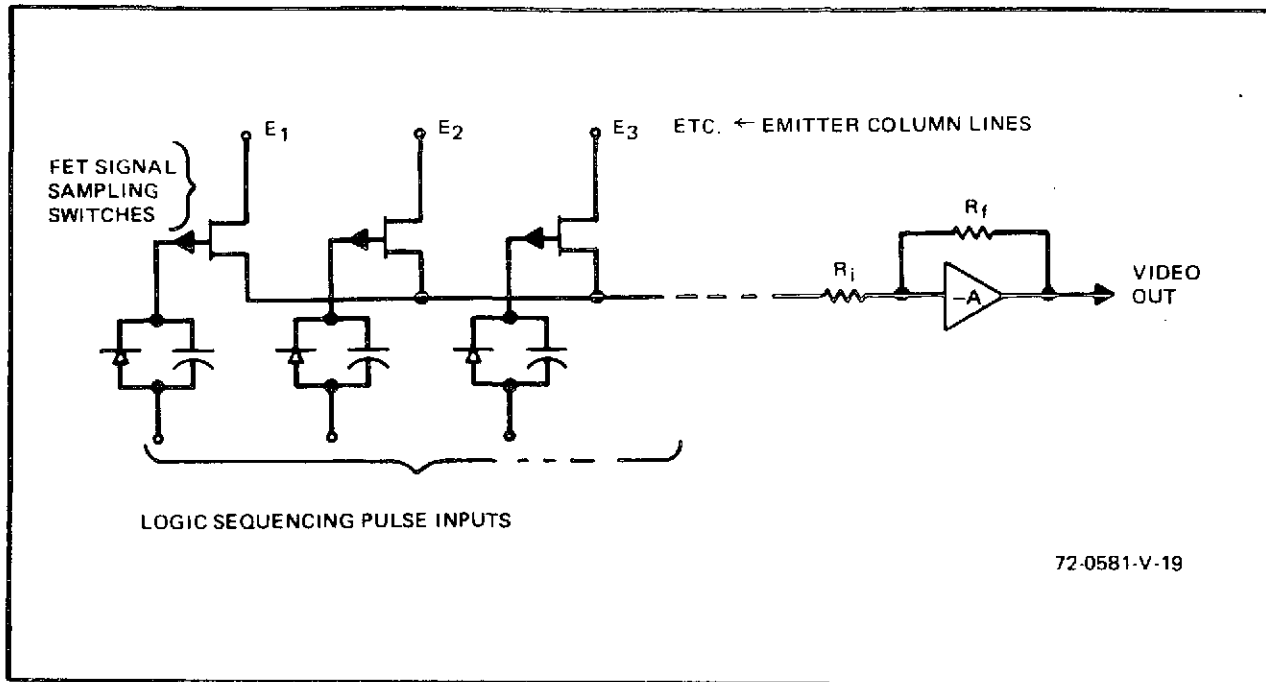 E1
E2
E3 ETC. ← EMITTER COLUMN LINES
FET SIGNAL
SAMPLING
SWITCHES
Rf
Ri
-A
VIDEO
OUT
LOGIC SEQUENCING PULSE INPUTS
72-0581-V-19